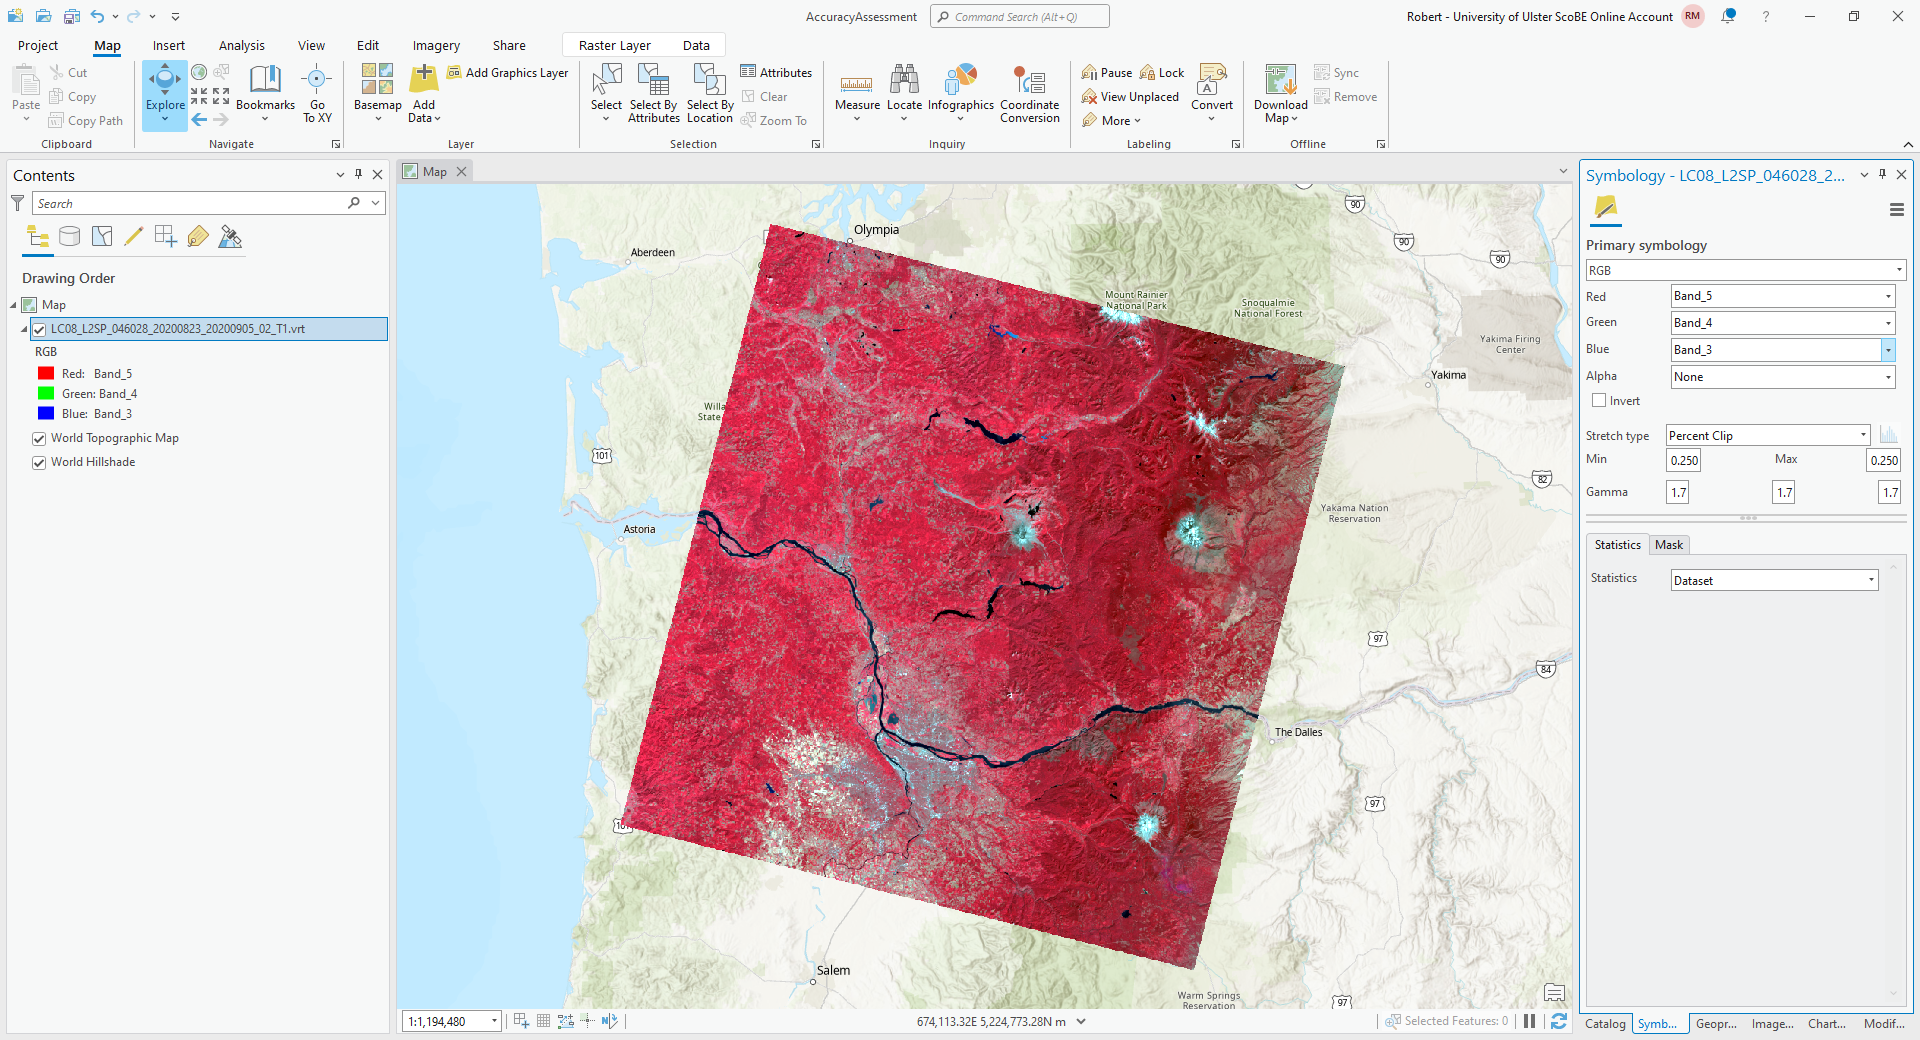 AccuracyAssessment
Command Search (Alt+Q)
Robert - University of Ulster ScoBE Online Account
RM
?
Project
Map
Insert
Analysis
View
Edit
Imagery
Share
Raster Layer
Data
Paste
Cut
Copy
Copy Path
Clipboard
Explore
Bookmarks
Go
To XY
Navigate
Basemap
Add
Data
Add Graphics Layer
Layer
Select
Select By
Attributes
Select By
Location
Attributes
Clear
Zoom To
Selection
Measure
Locate
Infographics
Coordinate
Conversion
Inquiry
Pause
Lock
View Unplaced
More
Convert
Labeling
Download
Map
Sync
Remove
Offline
Contents
Search
Drawing Order
Map
LC08_L2SP_046028_20200823_20200905_02_T1.vrt
RGB
Red: Band_5
Green: Band_4
Blue: Band_3
World Topographic Map
World Hillshade
Map
Olympia
Aberdeen
90
90
90
Mount Rainier
National Park
Snoqualmie
National Forest
Yakima Firing
Center
Yakima
Willa
State
101
82
Yakama Nation
Reservation
Astoria
97
84
The Dalles
97
101
Salem
Warm Springs
Reservation
97
1:1,194,480
674,113.32E 5,224,773.28N m
Selected Features: 0
Symbology - LC08_L2SP_046028_2...
Primary symbology
RGB
Red
Band_5
Green
Band_4
Blue
Band_3
Alpha
None
Invert
Stretch type
Percent Clip
Min
0.250
Max
0.250
Gamma
1.7
1.7
1.7
Statistics
Mask
Statistics
Dataset
Catalog
Symb...
Geopr...
Image...
Chart...
Modif...